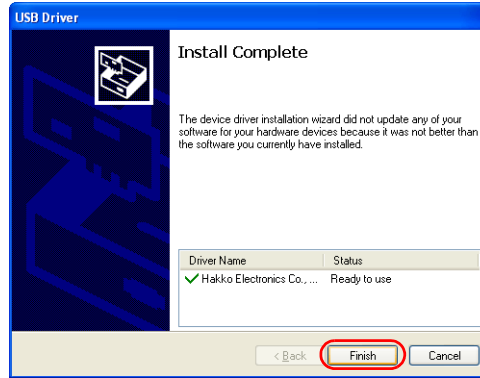 USB Driver
Install Complete
The device driver installation wizard did not update any of your
software for your hardware devices because it was not better than
the software you currently have installed.
Driver Name Status
Hakko Electronics Co., ... Ready to use
< Back Finish Cancel